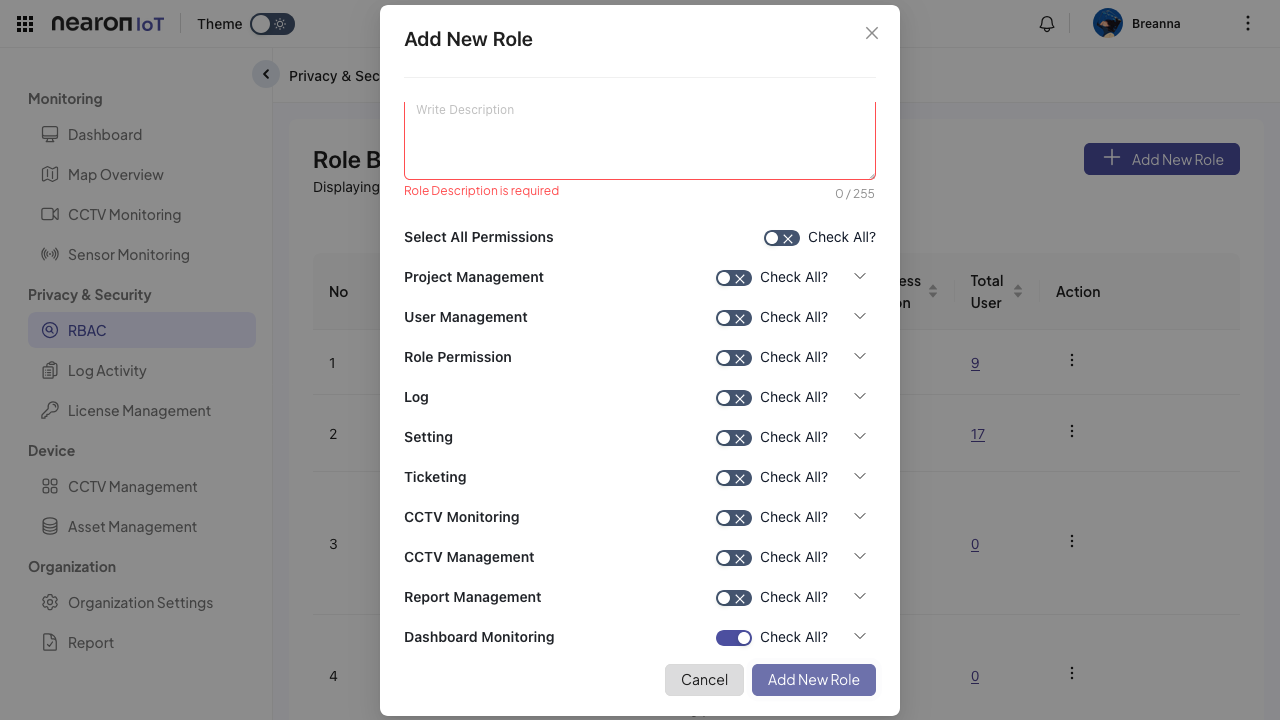 nearon IoT
Theme
Breanna
Monitoring
Dashboard
Map Overview
CCTV Monitoring
Sensor Monitoring
Privacy & Security
RBAC
Log Activity
License Management
Device
CCTV Management
Asset Management
Organization
Organization Settings
Report
Privacy & Sec
Role B
Displaying
Add New Role
No
ess
on
Total
User
Action
1
9
2
17
3
0
4
0
Add New Role
Write Description
Role Description is required
0 / 255
Select All Permissions
Check All?
Project Management
Check All?
User Management
Check All?
Role Permission
Check All?
Log
Check All?
Setting
Check All?
Ticketing
Check All?
CCTV Monitoring
Check All?
CCTV Management
Check All?
Report Management
Check All?
Dashboard Monitoring
Check All?
Cancel
Add New Role